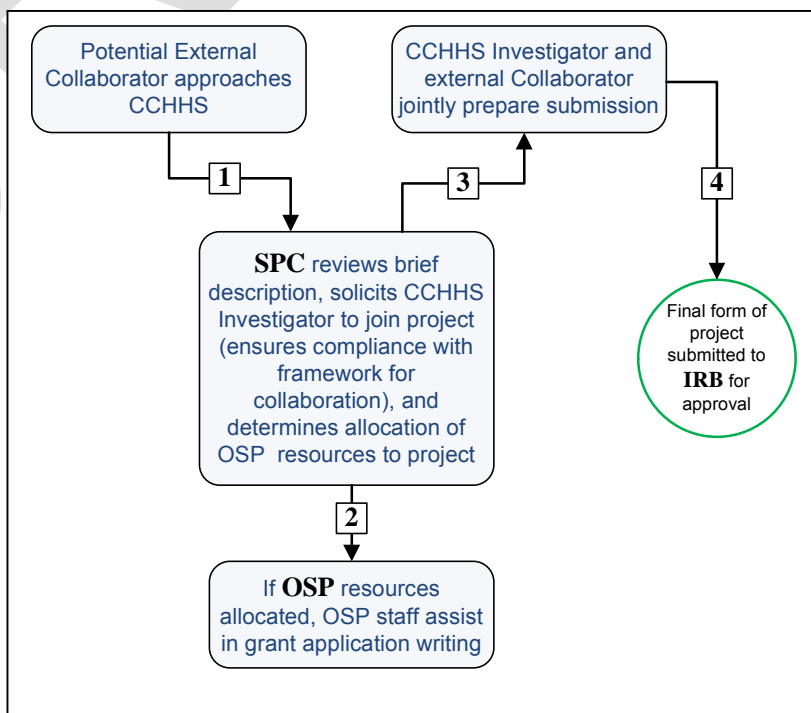 Potential External
Collaborator approaches
CCHHS
1
SPC reviews brief
description, solicits CCHHS
Investigator to join project
(ensures compliance with
framework for
collaboration), and
determines allocation of
OSP resources to project
2
If OSP resources
allocated, OSP staff assist
in grant application writing
3
CCHHS Investigator and
external Collaborator
jointly prepare submission
4
Final form of
project
submitted to
IRB for
approval